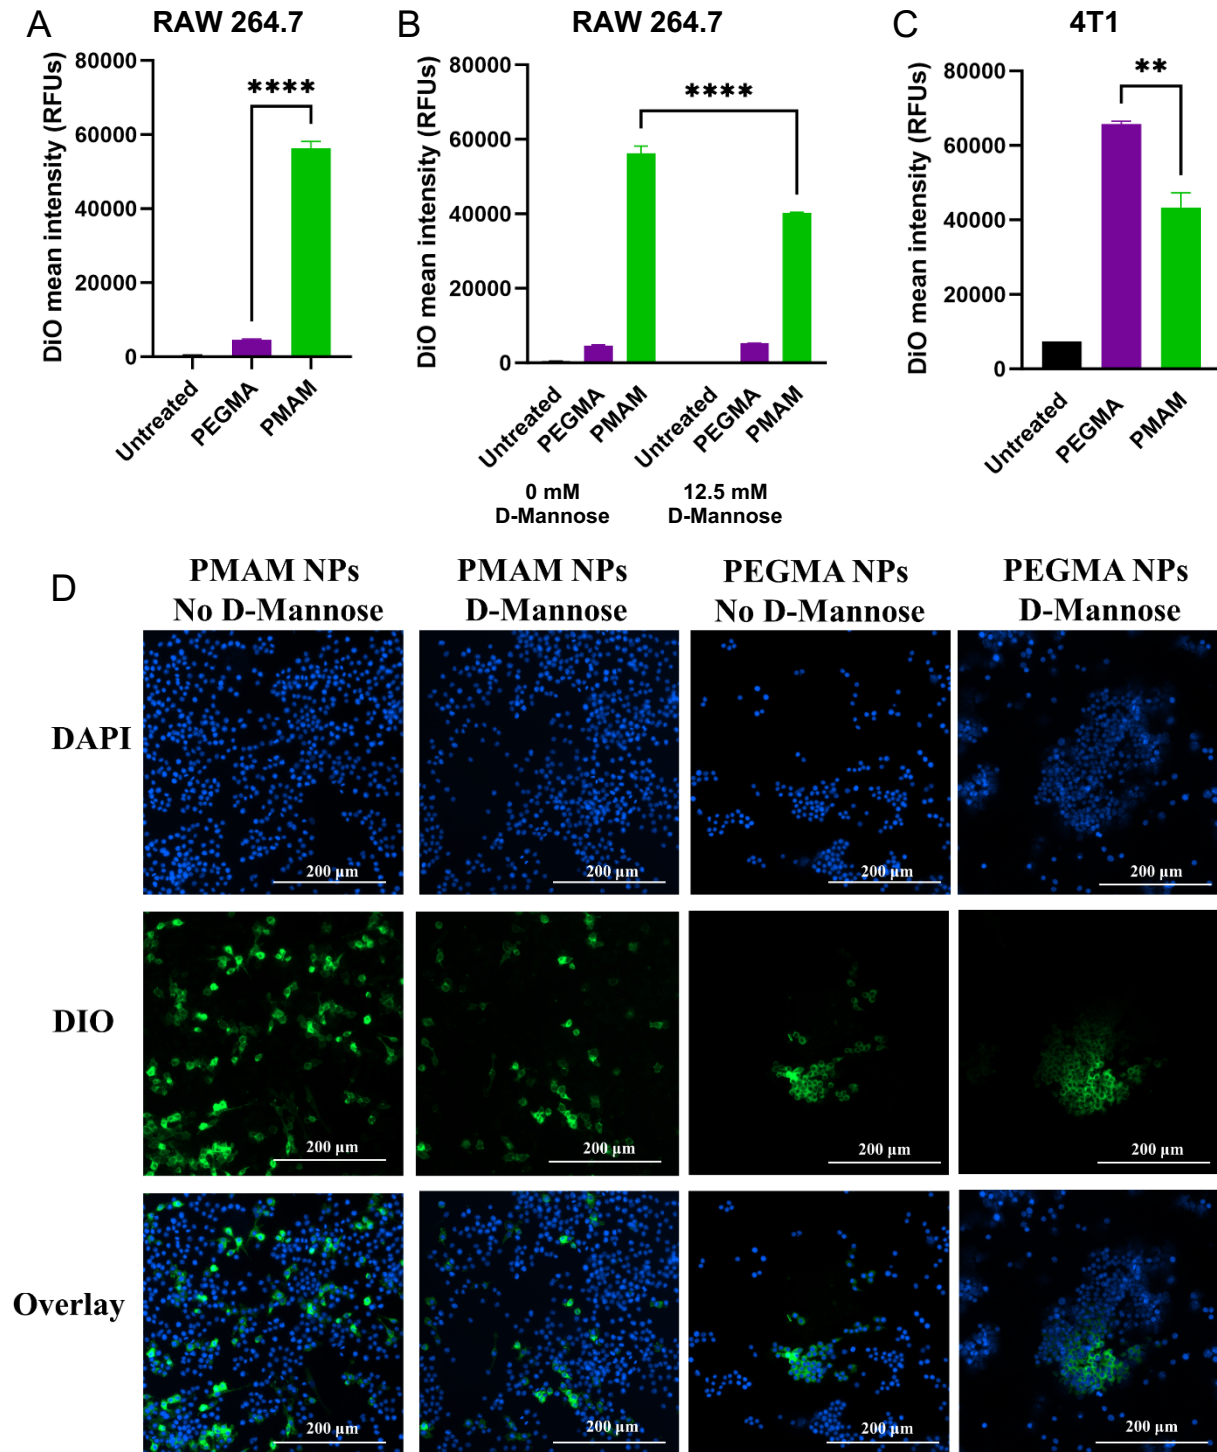 A
RAW 264.7
DiO mean intensity (RFUs)
80000
60000
40000
20000
0
****
Untreated
PEGMA
PMAM
B
RAW 264.7
DiO mean intensity (RFUs)
80000
60000
40000
20000
0
****
Untreated
PEGMA
PMAM
Untreated
PEGMA
PMAM
0 mM
D-Mannose
12.5 mM
D-Mannose
C
4T1
DiO mean intensity (RFUs)
80000
60000
40000
20000
0
**
Untreated
PEGMA
PMAM
D
PMAM NPs
No D-Mannose
PMAM NPs
D-Mannose
PEGMA NPs
No D-Mannose
PEGMA NPs
D-Mannose
DAPI
200 µm
200 µm
200 µm
200 µm
DIO
200 µm
200 µm
200 µm
200 µm
Overlay
200 µm
200 µm
200 µm
200 µm